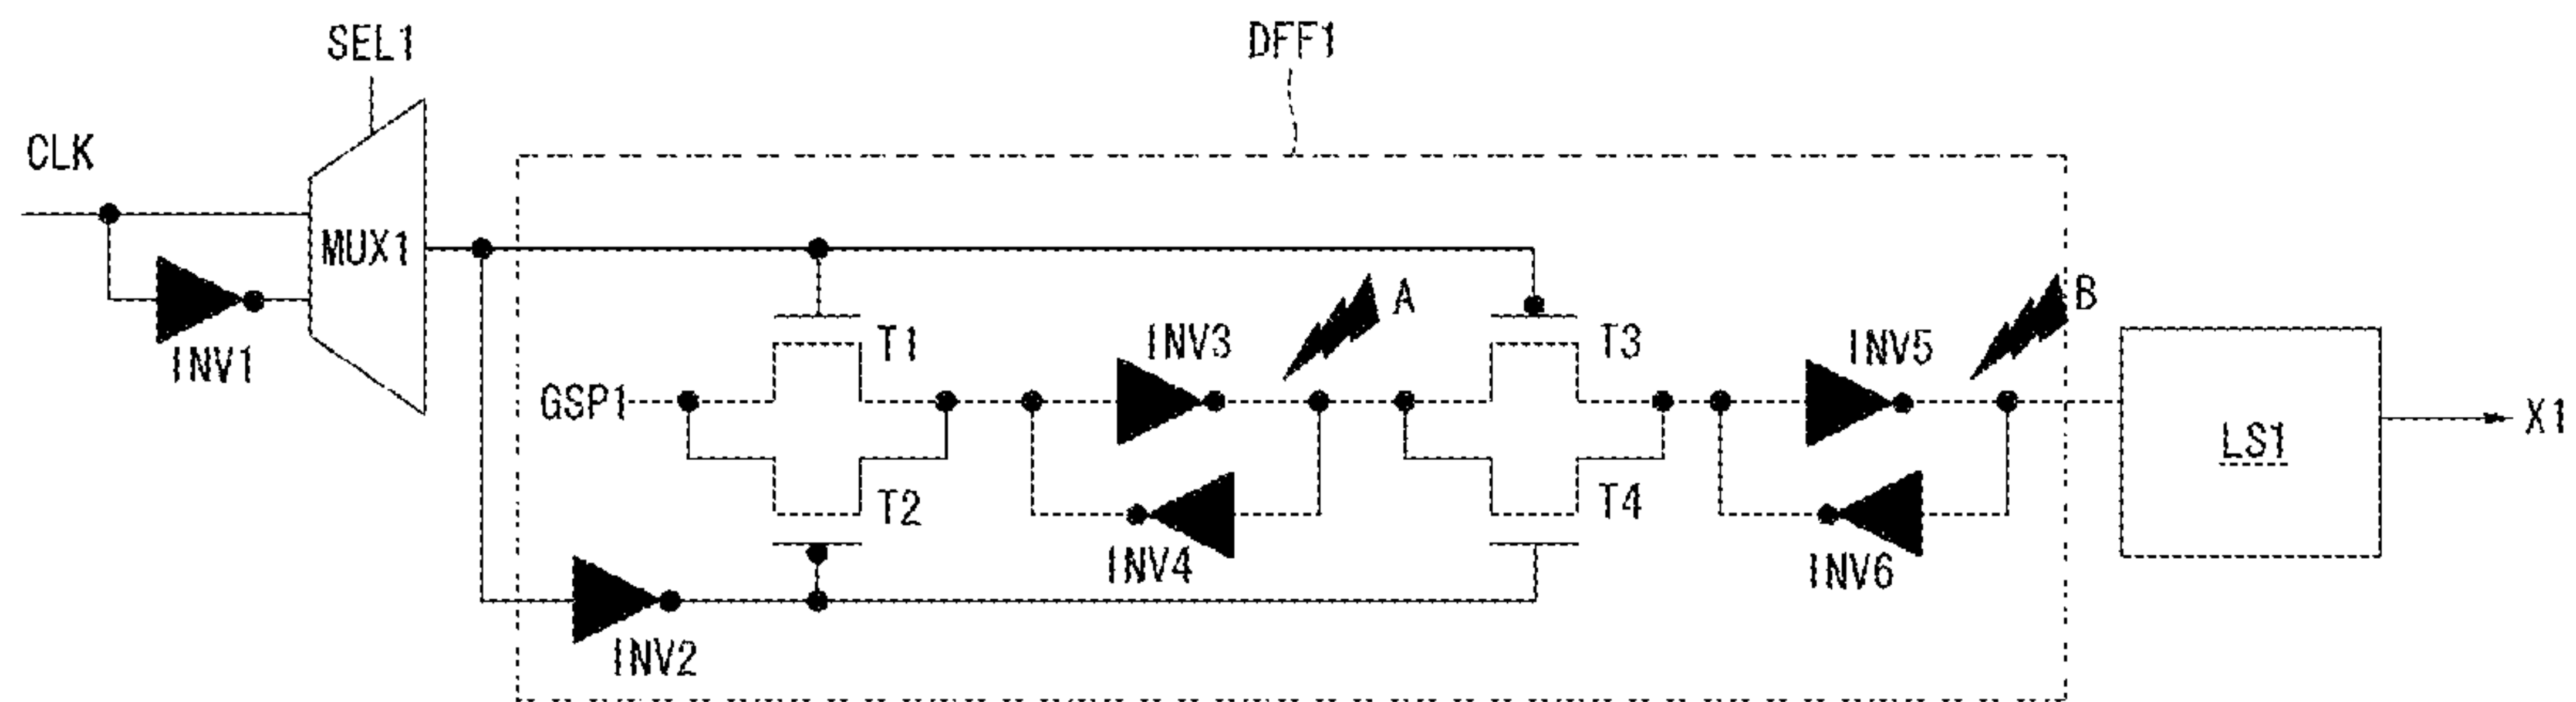 SEL1
DFF1
CLK
MUX1
INV1
A
B
T1
INV3
T3
INV5
GSP1
X1
LS1
T2
T4
INV4
INV6
INV2